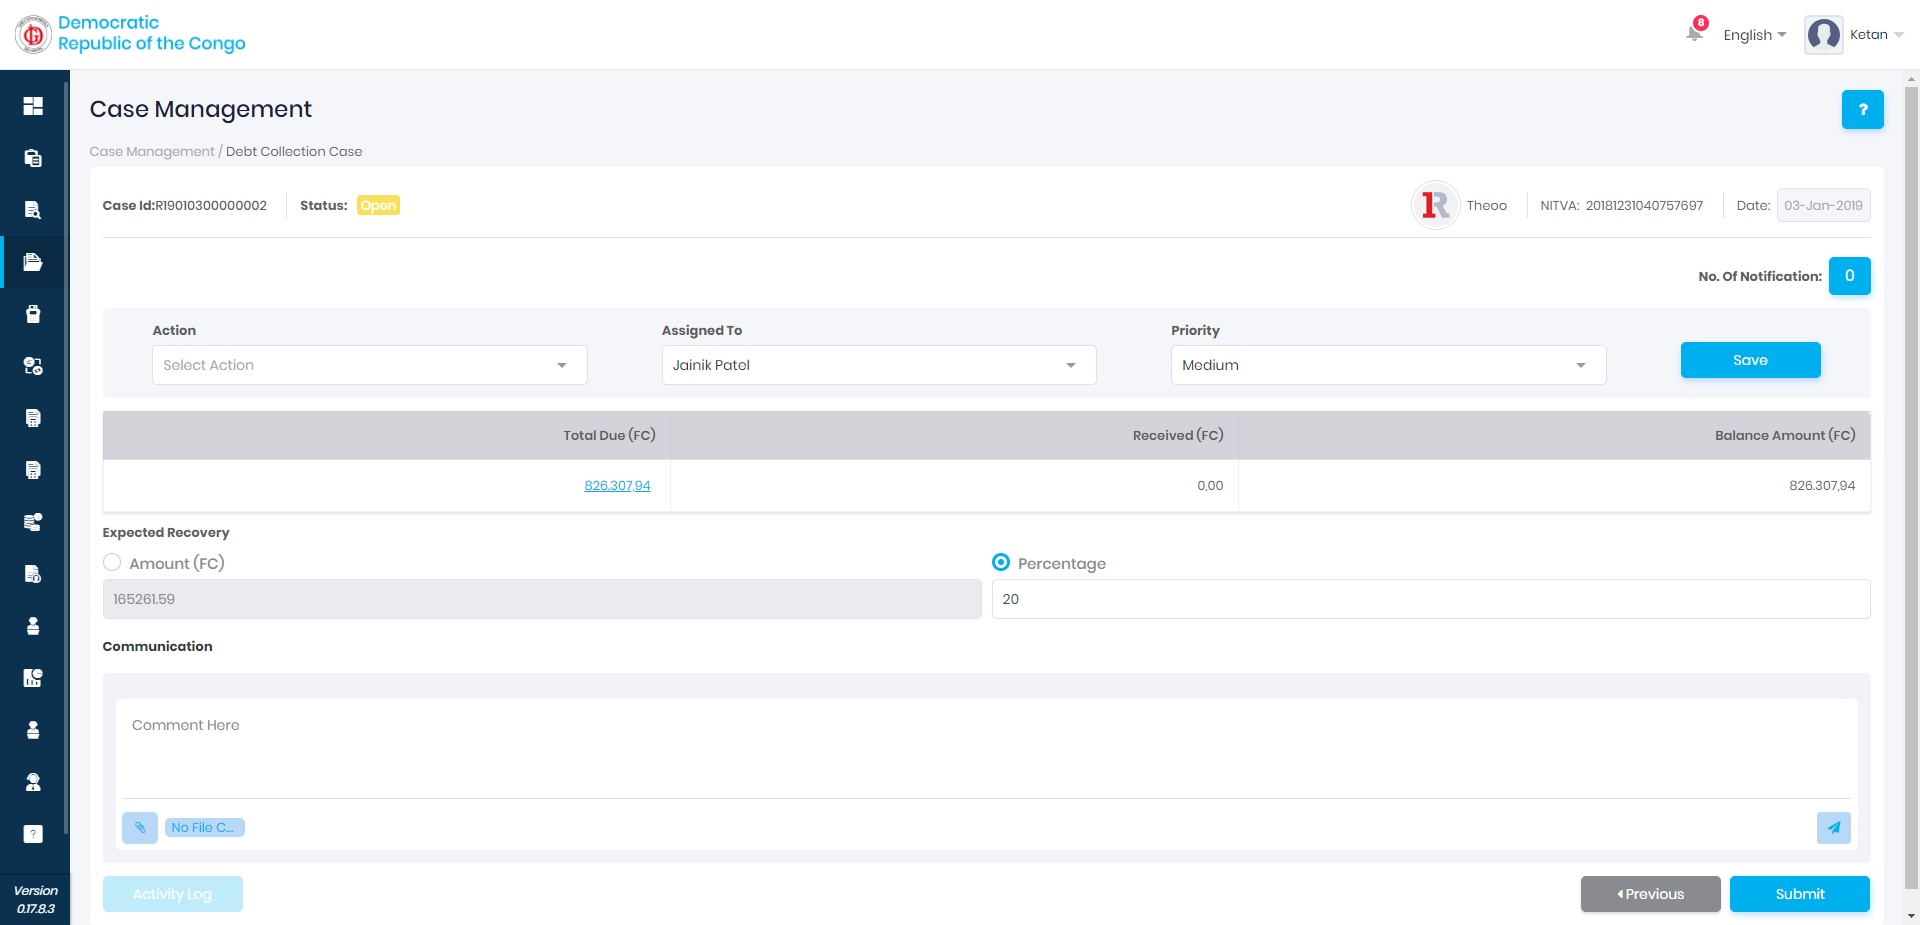 Democratic
Republic of the Congo
8
English
Ketan
Case Management
?
Case Management / Debt Collection Case
Case Id:R19010300000002
Status: Open
Theoo
NITVA: 20181231040757697
Date: 03-Jan-2019
No. Of Notification: 0
Action
Assigned To
Priority
Select Action
Jainik Patel
Medium
Save
Total Due (FC)
Received (FC)
Balance Amount (FC)
826.307,94
0,00
826.307,94
Expected Recovery
Amount (FC)
Percentage
165261.59
20
Communication
Comment Here
No File C...
Activity Log
Previous
Submit
?
Version
0.17.8.3